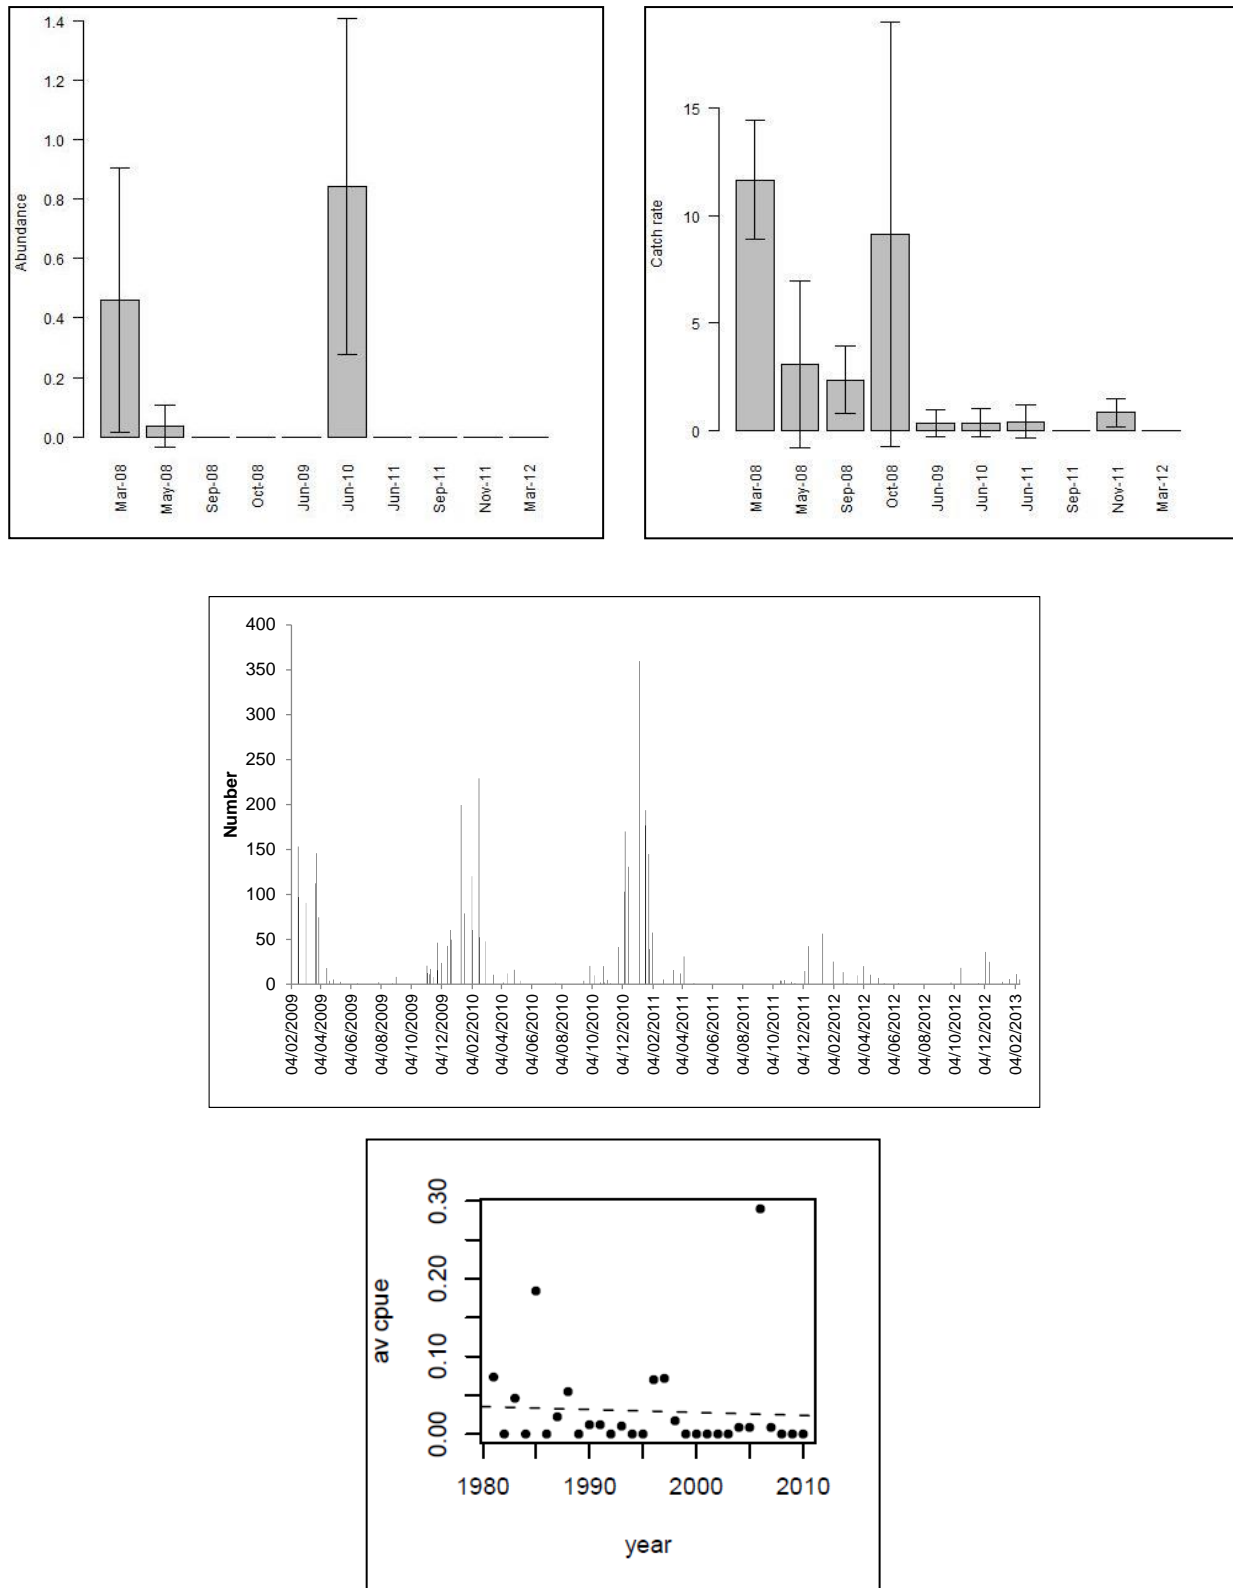 1.4
1.2
1.0
0.8
0.6
0.4
0.2
0.0
Abundance
Mar-08
May-08
Sep-08
Oct-08
Jun-09
Jun-10
Jun-11
Sep-11
Nov-11
Mar-12
15
10
5
0
Catch rate
Mar-08
May-08
Sep-08
Oct-08
Jun-09
Jun-10
Jun-11
Sep-11
Nov-11
Mar-12
400
350
300
250
200
150
100
50
0
Number
04/02/2009
04/04/2009
04/06/2009
04/08/2009
04/10/2009
04/12/2009
04/02/2010
04/04/2010
04/06/2010
04/08/2010
04/10/2010
04/12/2010
04/02/2011
04/04/2011
04/06/2011
04/08/2011
04/10/2011
04/12/2011
04/02/2012
04/04/2012
04/06/2012
04/08/2012
04/10/2012
04/12/2012
04/02/2013
0.30
0.20
0.10
0.00
av cpue
1980 1990 2000 2010
year